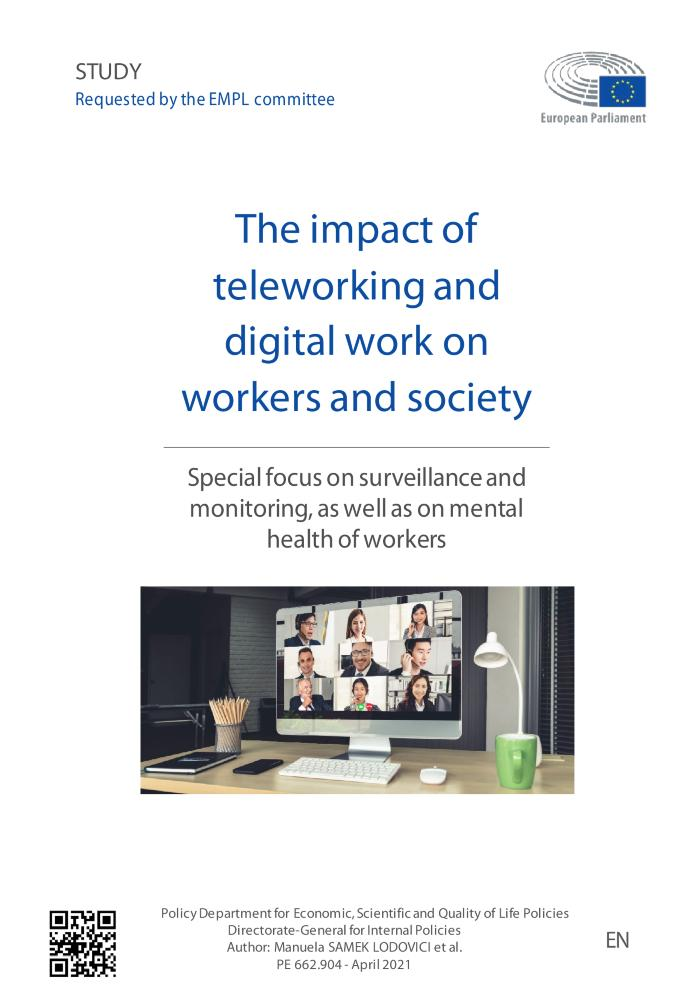 STUDY
Requested by the EMPL committee
European Parliament
The impact of
teleworking and
digital work on
workers and society
Special focus on surveillance and
monitoring, as well as on mental
health of workers
Policy Department for Economic, Scientific and Quality of Life Policies
Directorate-General for Internal Policies
Author: Manuela SAMEK LODOVICI et al.
PE 662.904 - April 2021
EN